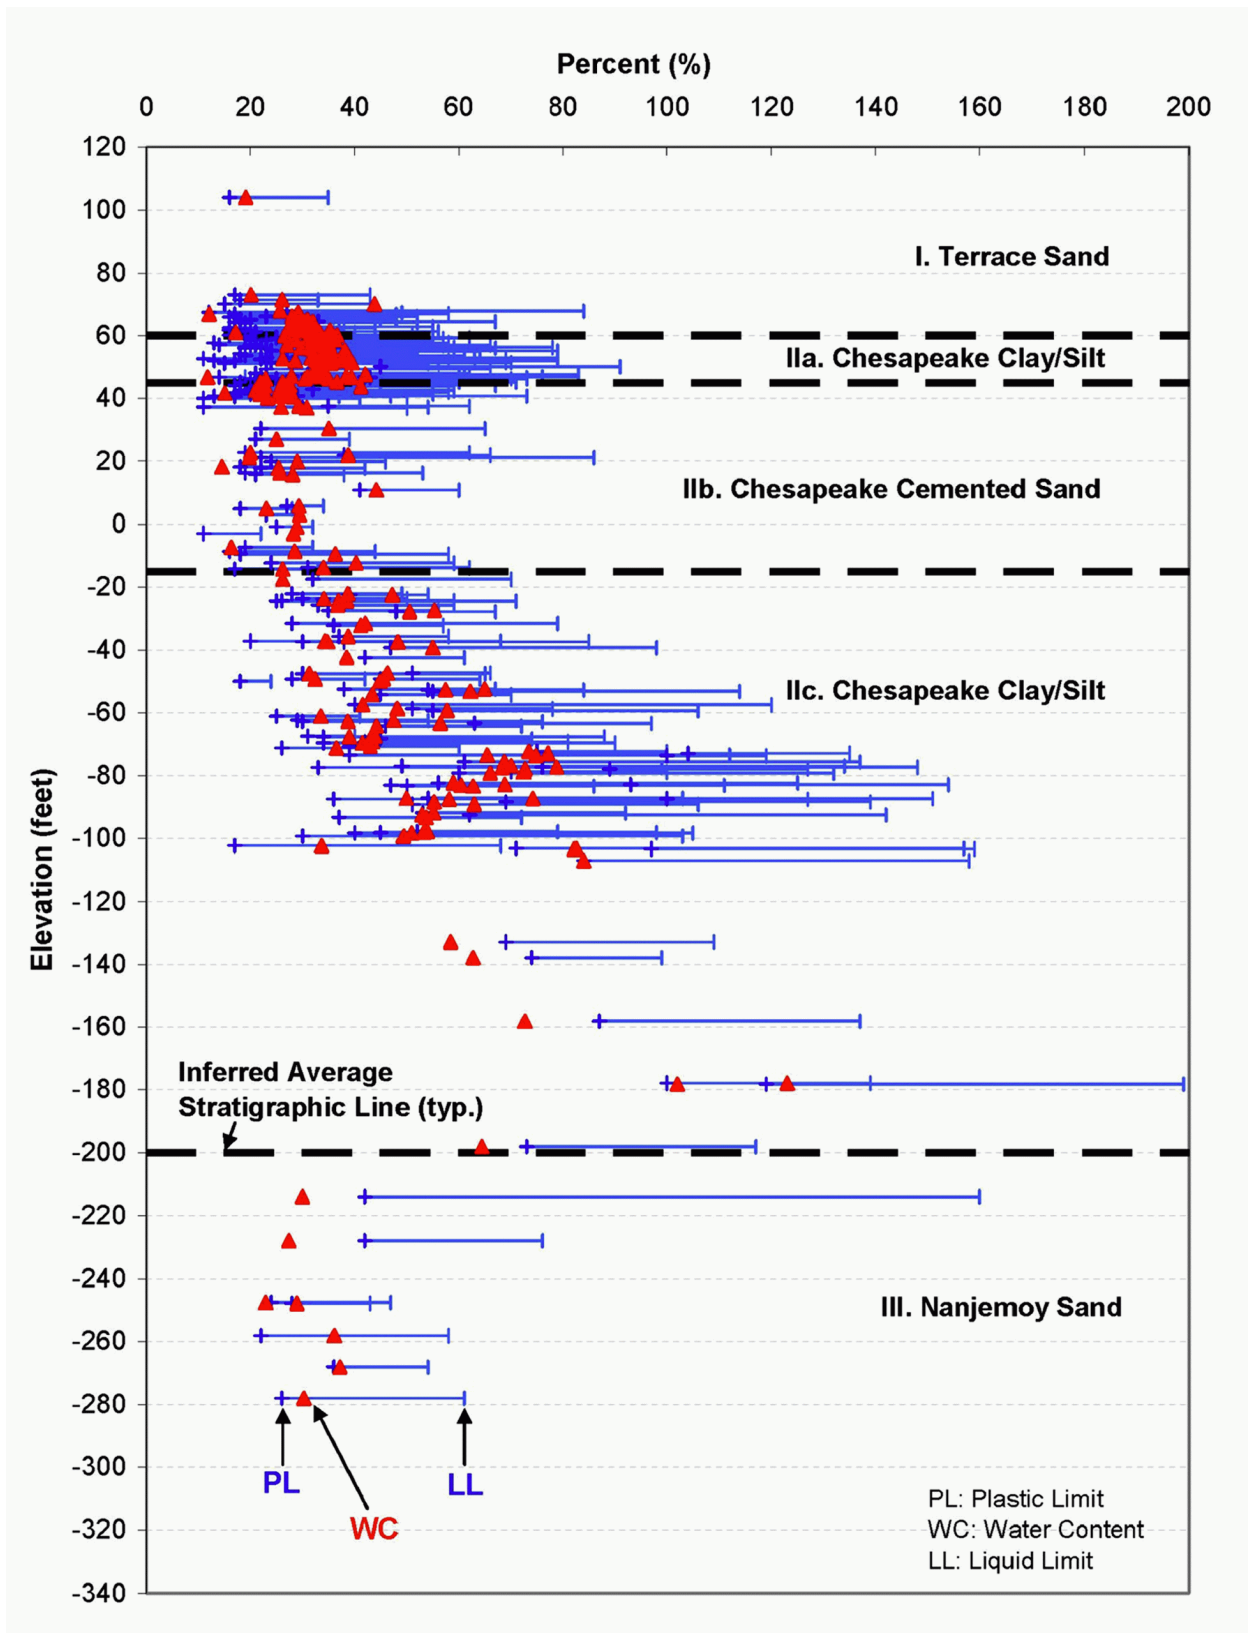 Percent (%)
0 20 40 60 80 100 120 140 160 180 200
120
100
I. Terrace Sand
80
60
IIa. Chesapeake Clay/Silt
40
20
IIb. Chesapeake Cemented Sand
0
-20
-40
IIc. Chesapeake Clay/Silt
-60
-80
Elevation (feet)
-100
-120
-140
-160
Inferred Average
-180
Stratigraphic Line (typ.)
-200
-220
-240
III. Nanjemoy Sand
-260
-280
-300
PL
LL
PL: Plastic Limit
WC
WC: Water Content
-320
LL: Liquid Limit
-340